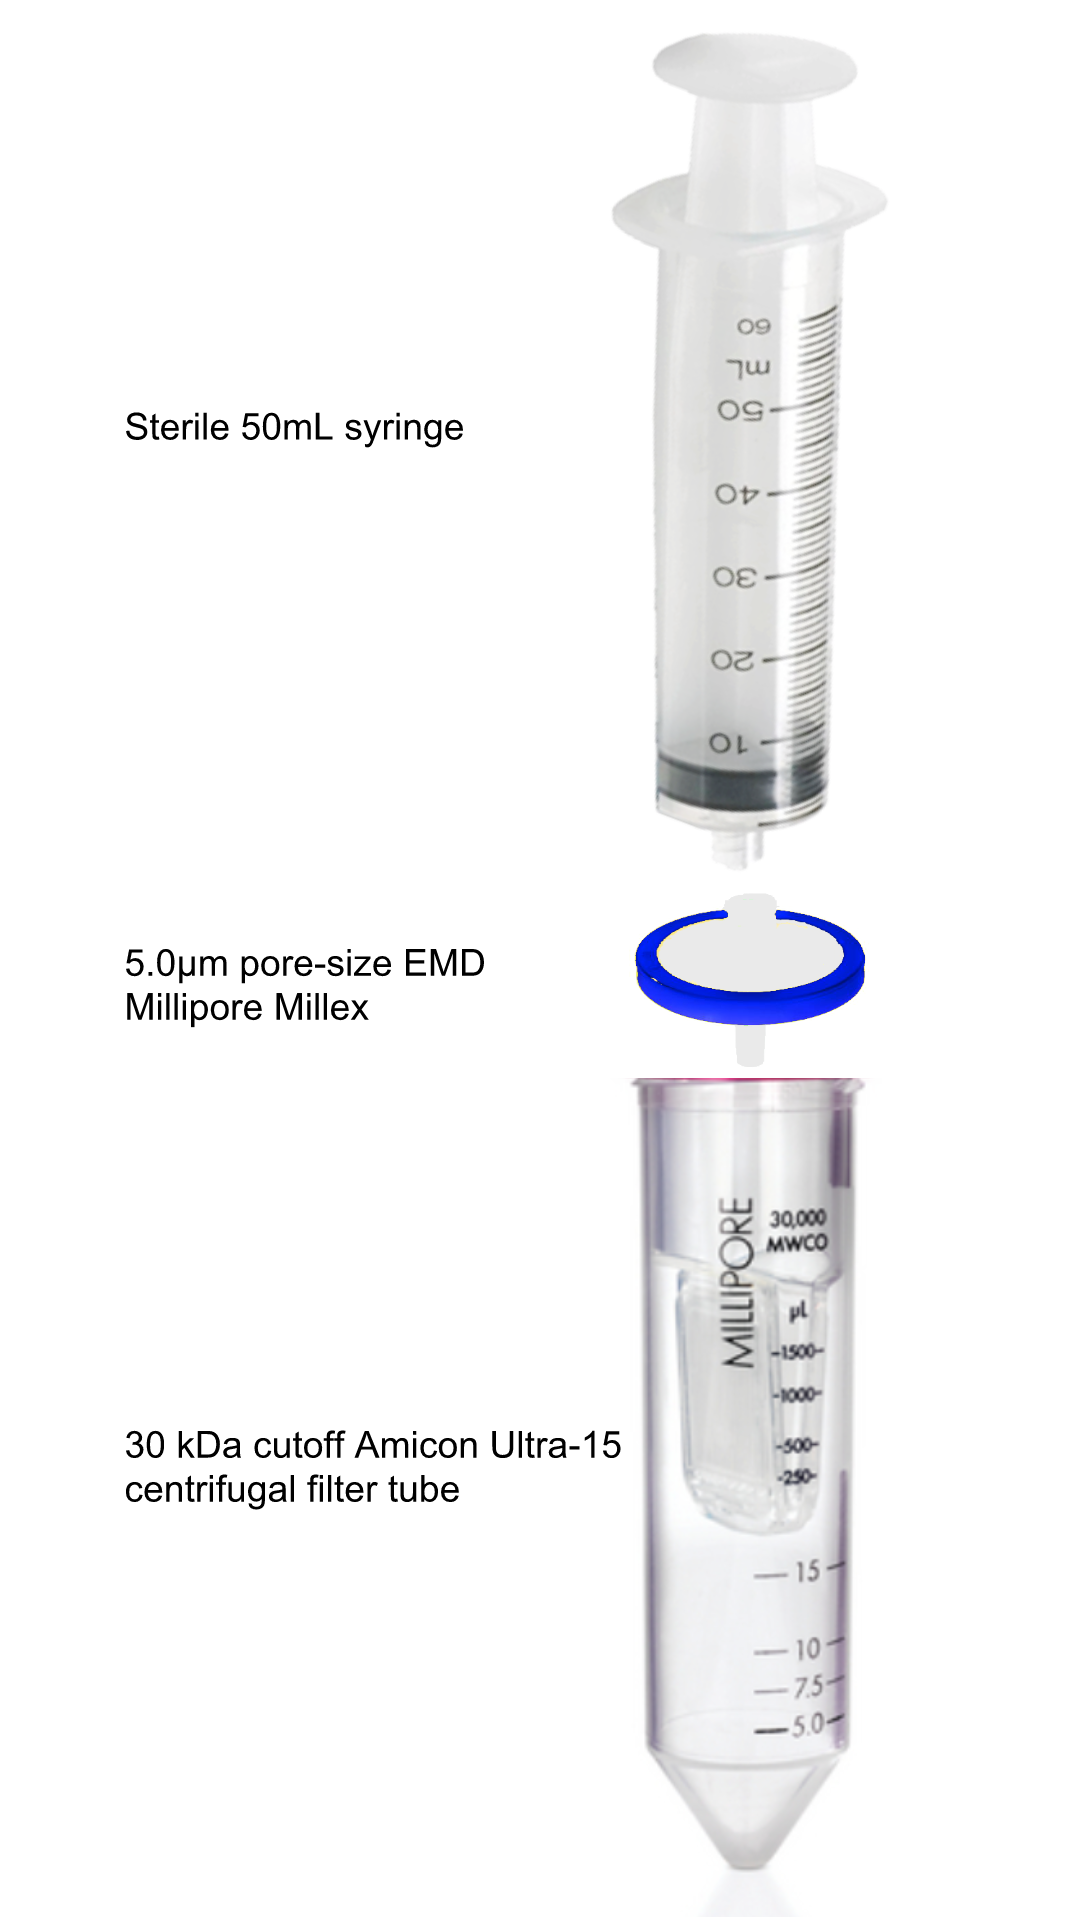 60
mL
50
Sterile 50mL syringe
40
30
20
10
5.0µm pore-size EMD
Millipore Millex
MILLIPORE
30,000
MWCO
µL
-1500-
-1000-
30 kDa cutoff Amicon Ultra-15
-500-
centrifugal filter tube
-250-
15
10
7.5
5.0